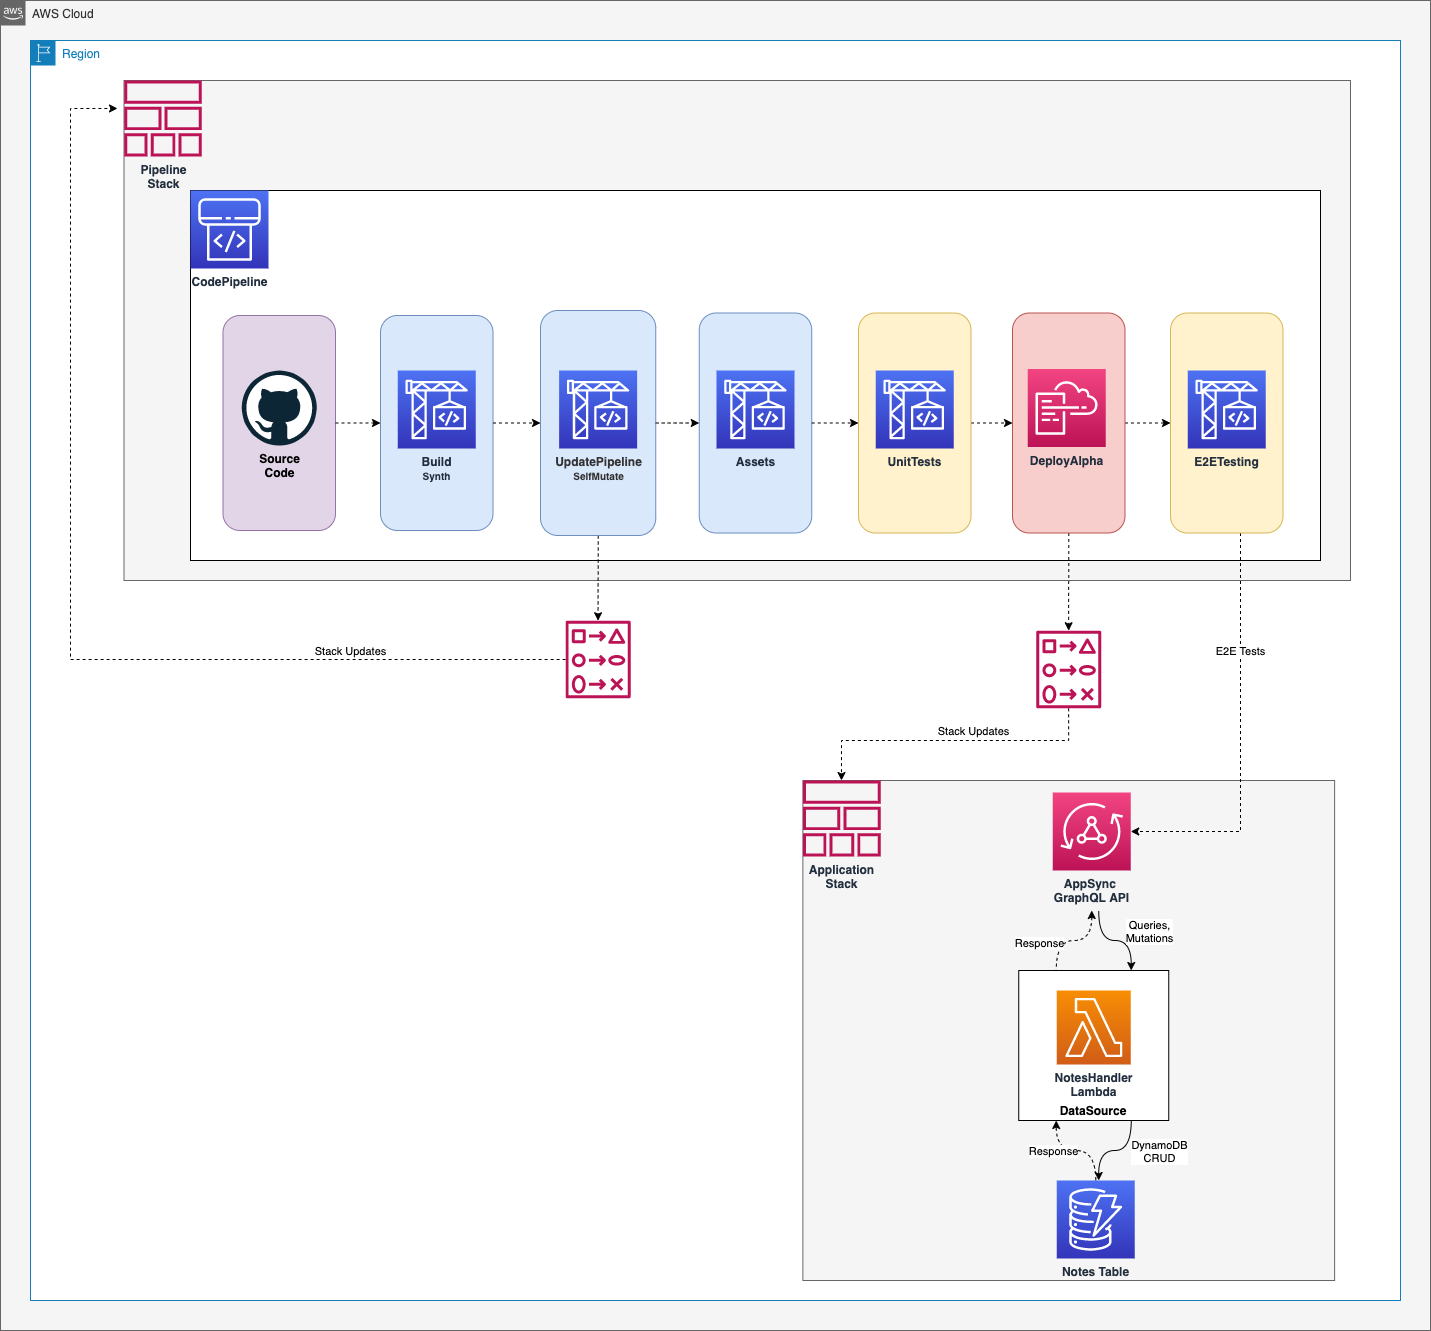 aws
AWS Cloud
Region
Pipeline
Stack
CodePipeline
Source
Code
Build
Synth
UpdatePipeline
SelfMutate
Assets
UnitTests
DeployAlpha
E2ETesting
Stack Updates
E2E Tests
Stack Updates
Application
Stack
AppSync
GraphQL API
Queries,
Mutations
Response
NotesHandler
Lambda
DataSource
Response
DynamoDB
CRUD
Notes Table